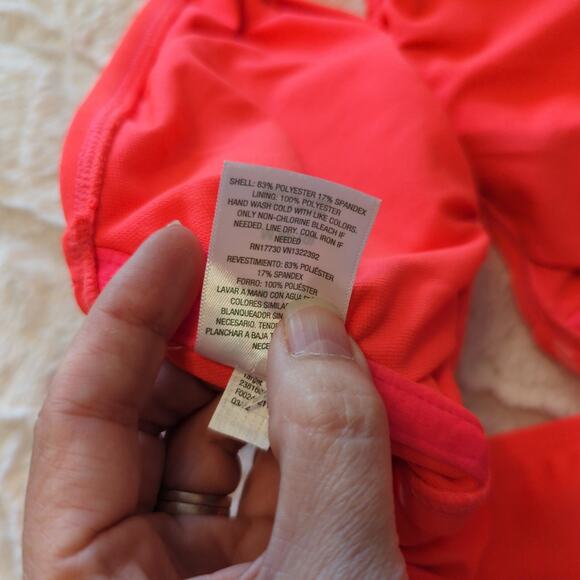 SHELL: 83% POLYESTER 17% SPANDEX
LINING: 100% POLYESTER
HAND WASH COLD WITH LIKE COLORS.
ONLY NON-CHLORINE BLEACH IF
NEEDED. LINE DRY. COOL IRON IF
NEEDED
RN17730 VN1322392
REVESTIMIENTO: 83% POLIÉSTER
17% SPANDEX
FORRO: 100% POLIÉSTER
LAVAR A MANO CON AGUA
COLORES
BLANQUEADOR SIN
NECESARIO.
PLANCHAR A BAJA
Target